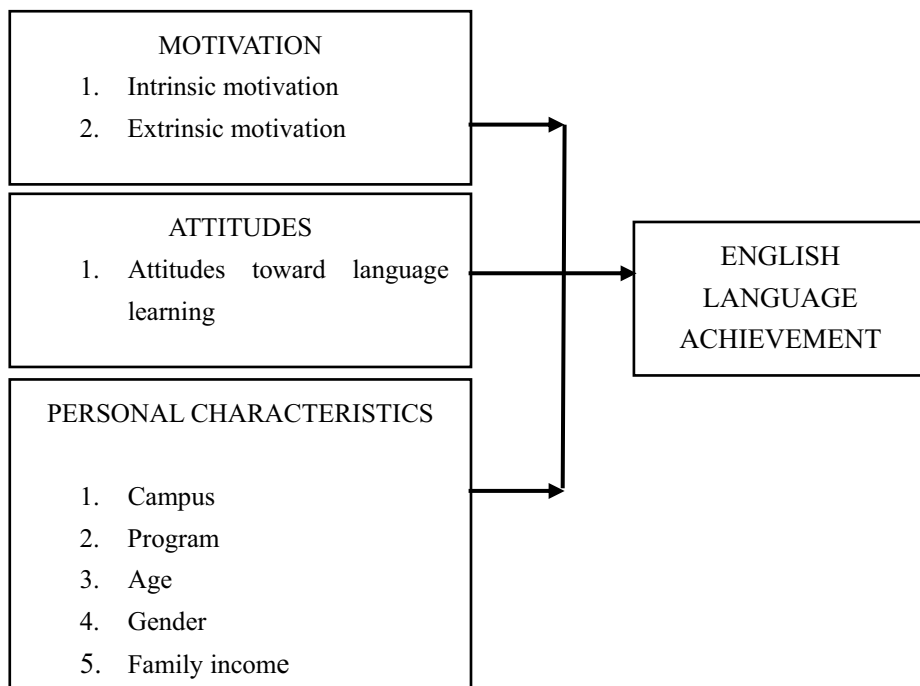 MOTIVATION
1. Intrinsic motivation
2. Extrinsic motivation
ATTITUDES
1. Attitudes toward language
learning
PERSONAL CHARACTERISTICS
1. Campus
2. Program
3. Age
4. Gender
5. Family income
ENGLISH
LANGUAGE
ACHIEVEMENT